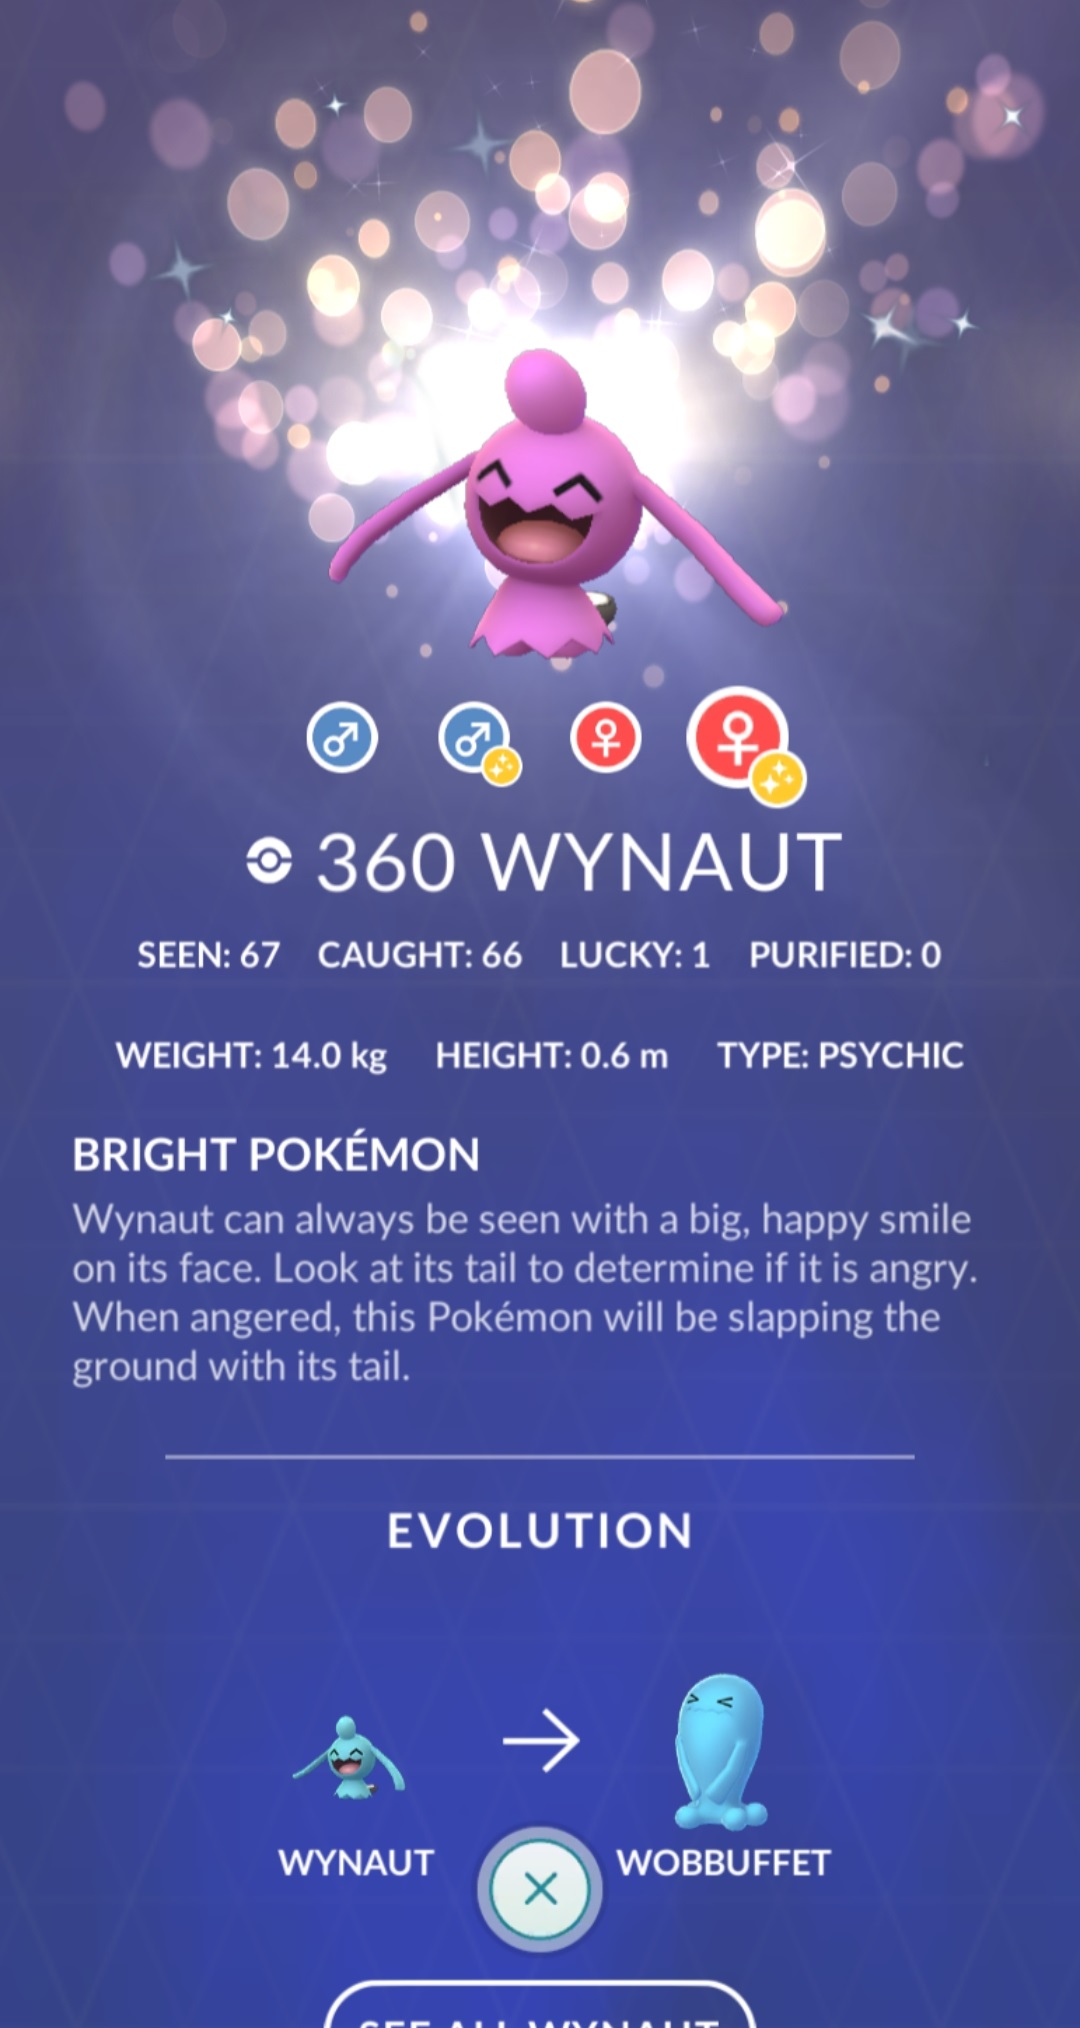 360 WYNAUT
SEEN: 67 CAUGHT: 66 LUCKY: 1 PURIFIED: 0
WEIGHT: 14.0 kg HEIGHT: 0.6 m TYPE: PSYCHIC
BRIGHT POKÉMON
Wynaut can always be seen with a big, happy smile
on its face. Look at its tail to determine if it is angry.
When angered, this Pokémon will be slapping the
ground with its tail.
EVOLUTION
WYNAUT WOBBUFFET
SEE ALL WYNAUT